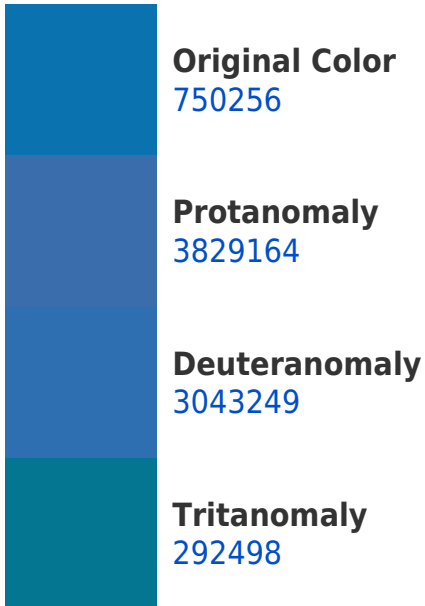 Original Color
750256
Protanomaly
3829164
Deuteranomaly
3043249
Tritanomaly
292498